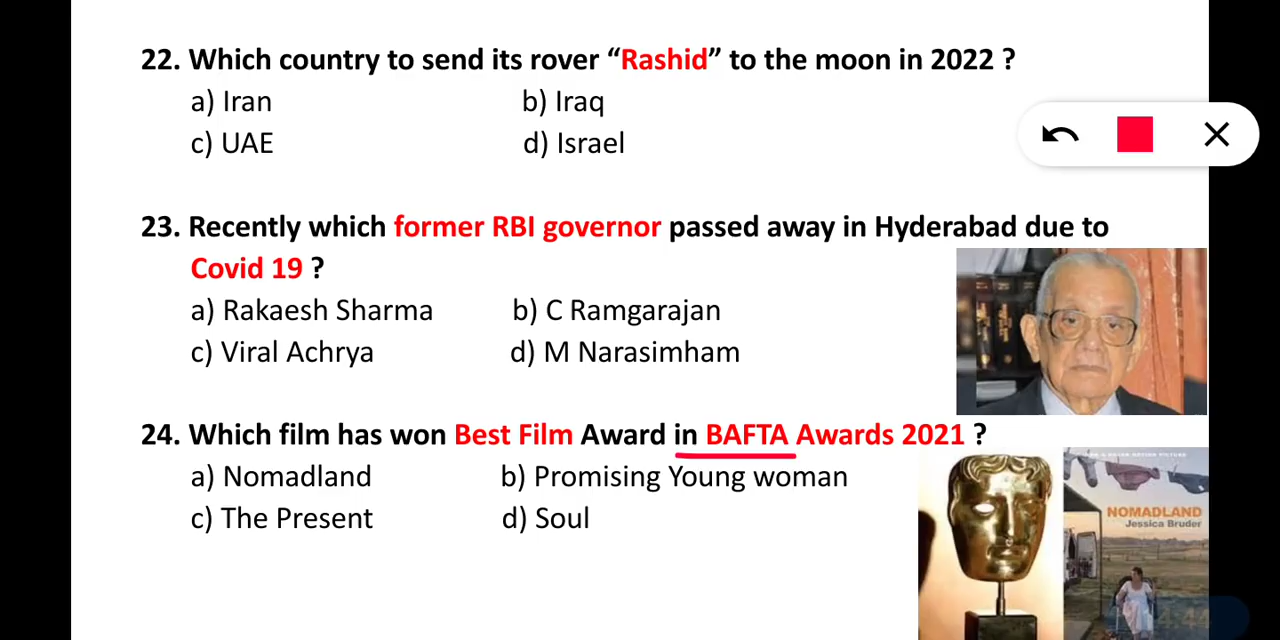 22. Which country to send its rover “Rashid” to the moon in 2022 ?
a) Iran b) Iraq
c) UAE d) Israel
23. Recently which former RBI governor passed away in Hyderabad due to
Covid 19 ?
a) Rakaesh Sharma b) C Ramgarajan
c) Viral Achrya d) M Narasimham
24. Which film has won Best Film Award in BAFTA Awards 2021 ?
a) Nomadland b) Promising Young woman
c) The Present d) Soul
NOMADLAND
Jessica Bruder